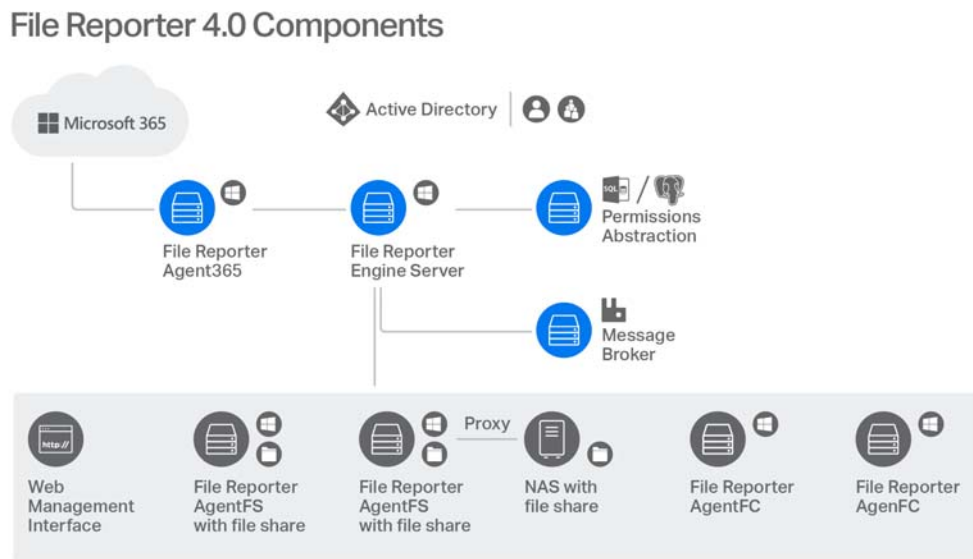 File Reporter 4.0 Components
Microsoft 365
Active Directory
File Reporter
Agent365
File Reporter
Engine Server
SQL
Permissions
Abstraction
Message
Broker
http://
Web
Management
Interface
File Reporter
AgentFS
with file share
File Reporter
AgentFS
with file share
Proxy
NAS with
file share
File Reporter
AgentFC
File Reporter
AgenFC